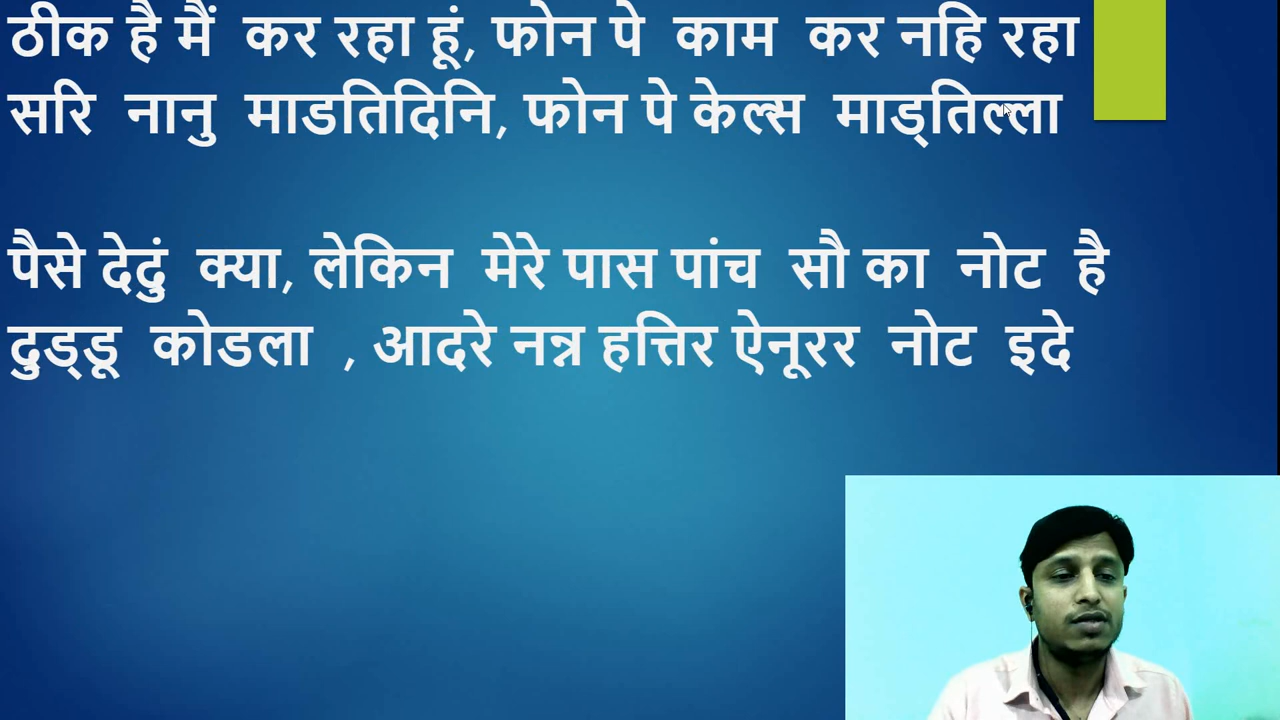 ठीक है मैं कर रहा हूं, फोन पे काम कर नहि रहा
सरि नानु माडतिदिनि, फोन पे केल्स माड्तिल्ला
पैसे देदुं क्या, लेकिन मेरे पास पांच सौ का नोट है
दुड्डू कोडला , आदरे नन्न हत्तिर ऐनूरर नोट इदे